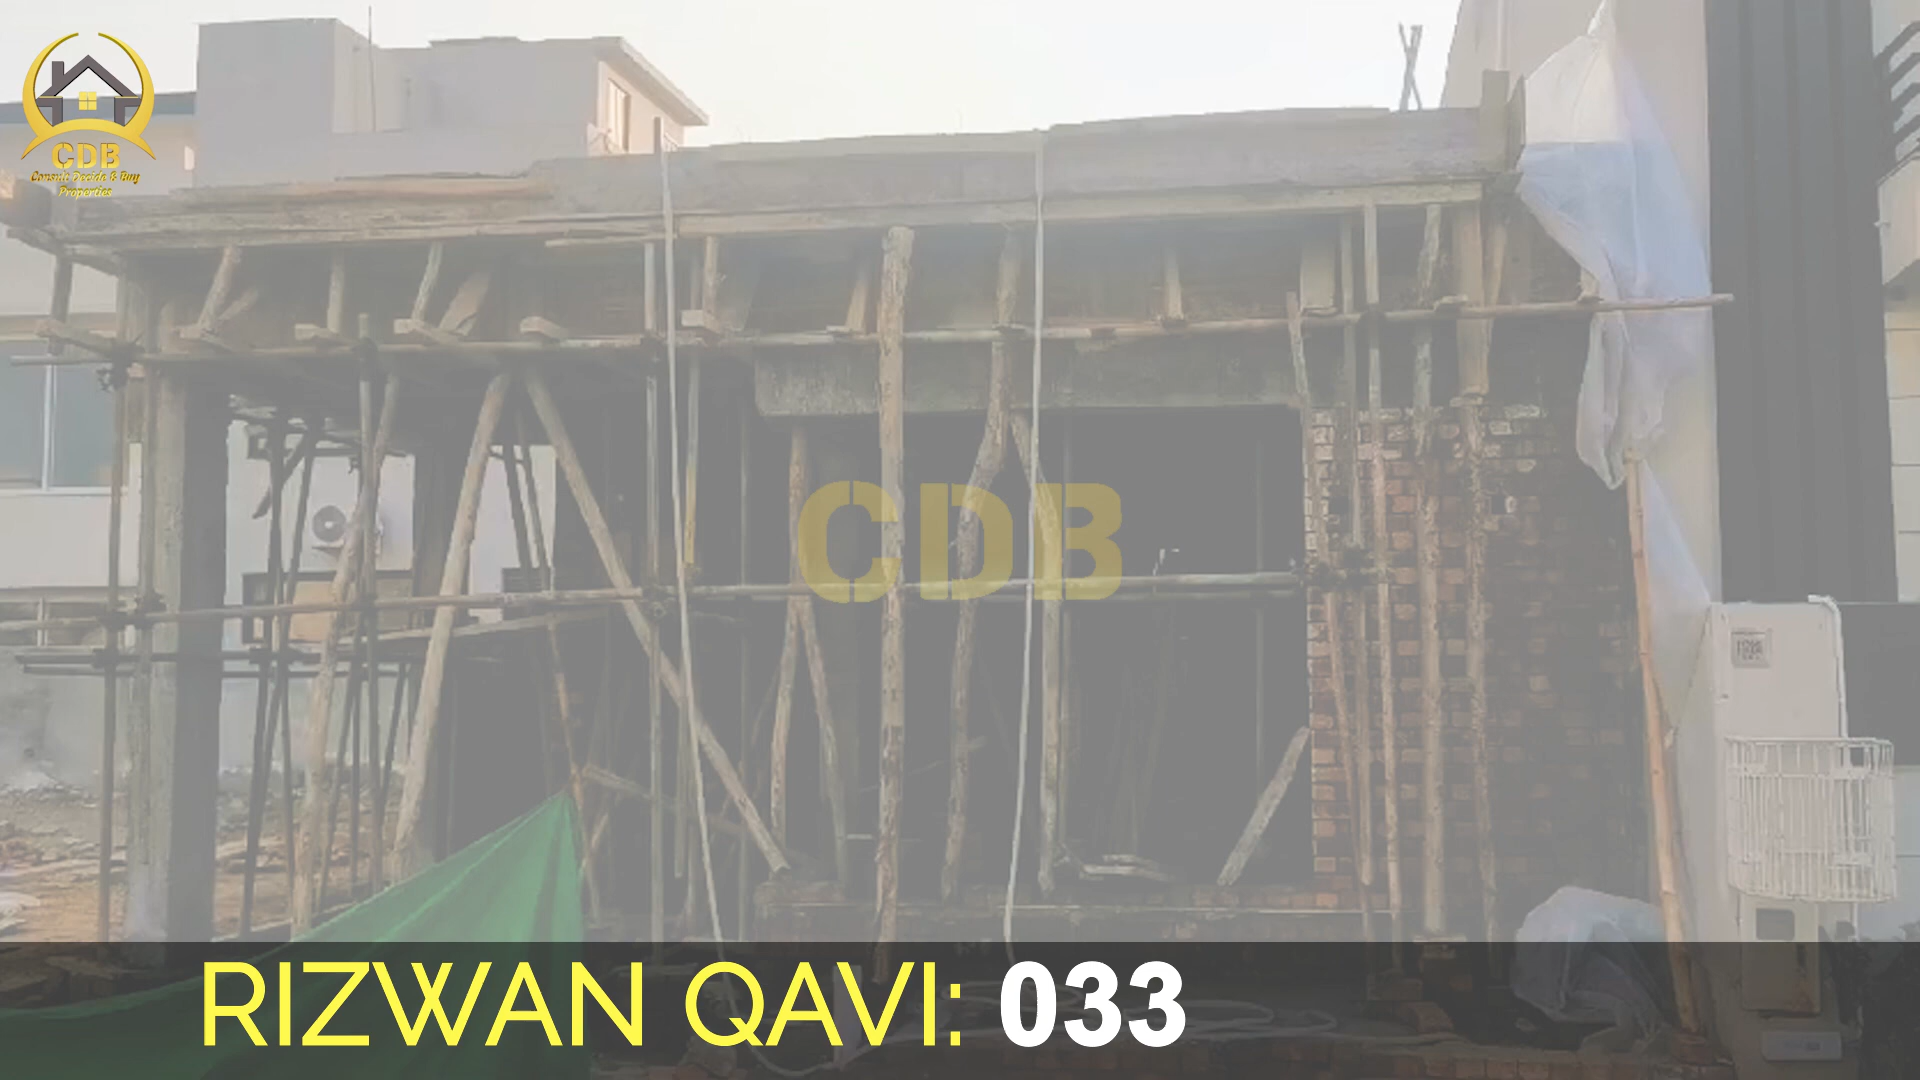 CDB
Consult Decide & Buy
Properties
CDB
RIZWAN QAVI: 033